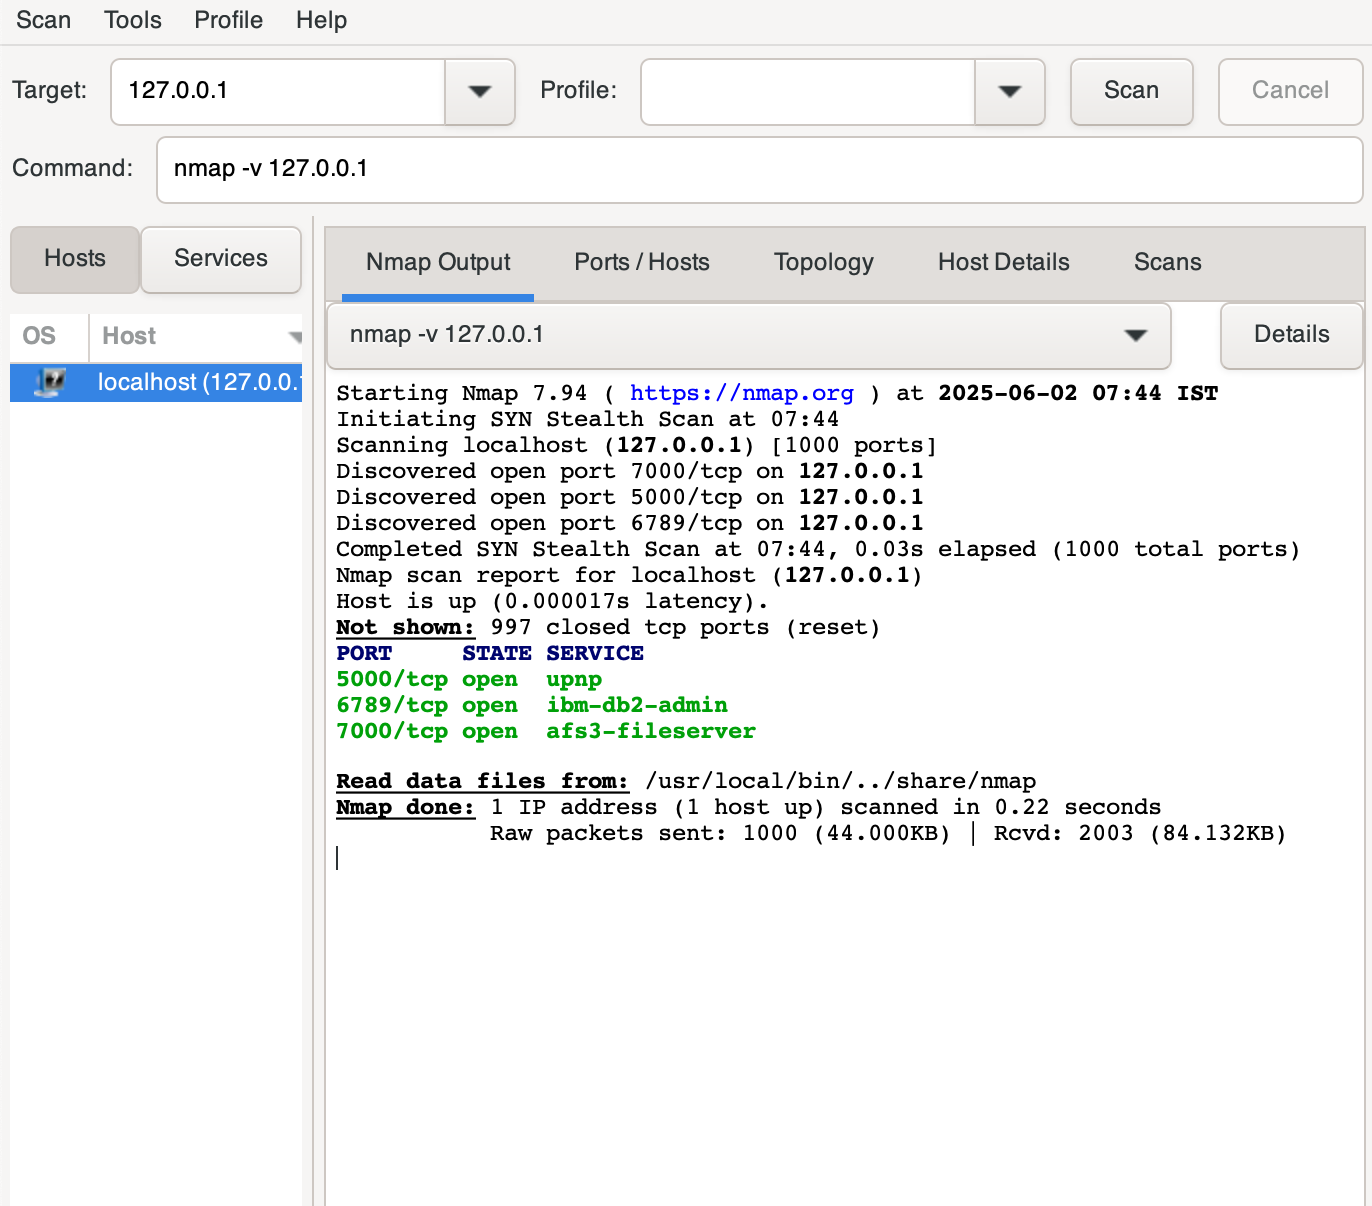 Scan Tools Profile Help
Target: 127.0.0.1 Profile: Scan Cancel
Command: nmap -v 127.0.0.1
Hosts Services
Nmap Output Ports / Hosts Topology Host Details Scans
OS Host
nmap -v 127.0.0.1 Details
localhost (127.0.0.
Starting Nmap 7.94 ( https://nmap.org ) at 2025-06-02 07:44 IST
Initiating SYN Stealth Scan at 07:44
Scanning localhost (127.0.0.1) [1000 ports]
Discovered open port 7000/tcp on 127.0.0.1
Discovered open port 5000/tcp on 127.0.0.1
Discovered open port 6789/tcp on 127.0.0.1
Completed SYN Stealth Scan at 07:44, 0.03s elapsed (1000 total ports)
Nmap scan report for localhost (127.0.0.1)
Host is up (0.000017s latency).
Not shown: 997 closed tcp ports (reset)
PORT STATE SERVICE
5000/tcp open upnp
6789/tcp open ibm-db2-admin
7000/tcp open afs3-fileserver
Read data files from: /usr/local/bin/../share/nmap
Nmap done: 1 IP address (1 host up) scanned in 0.22 seconds
Raw packets sent: 1000 (44.000KB) | Rcvd: 2003 (84.132KB)